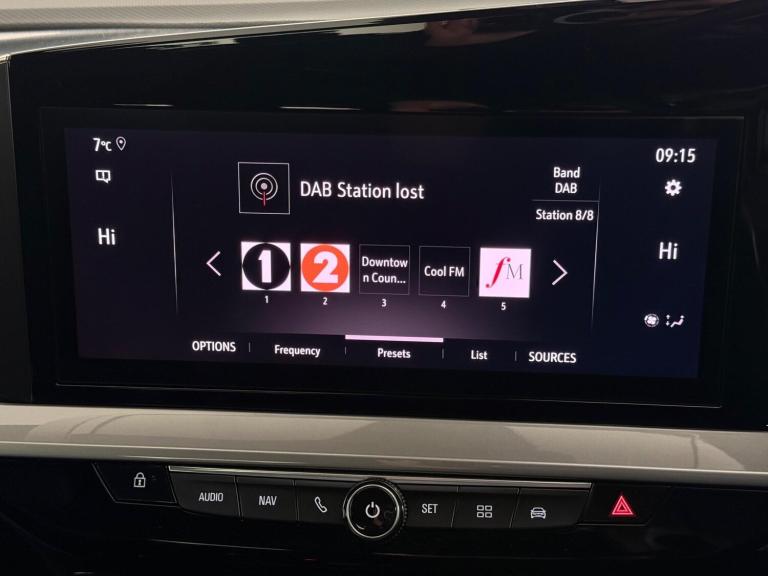 7°C
09:15
Band
DAB
DAB Station lost
Station 8/8
Hi
Hi
1
2
Downtow
n Coun...
Cool FM
fM
1
2
3
4
5
OPTIONS
Frequency
Presets
List
SOURCES
AUDIO
NAV
SET